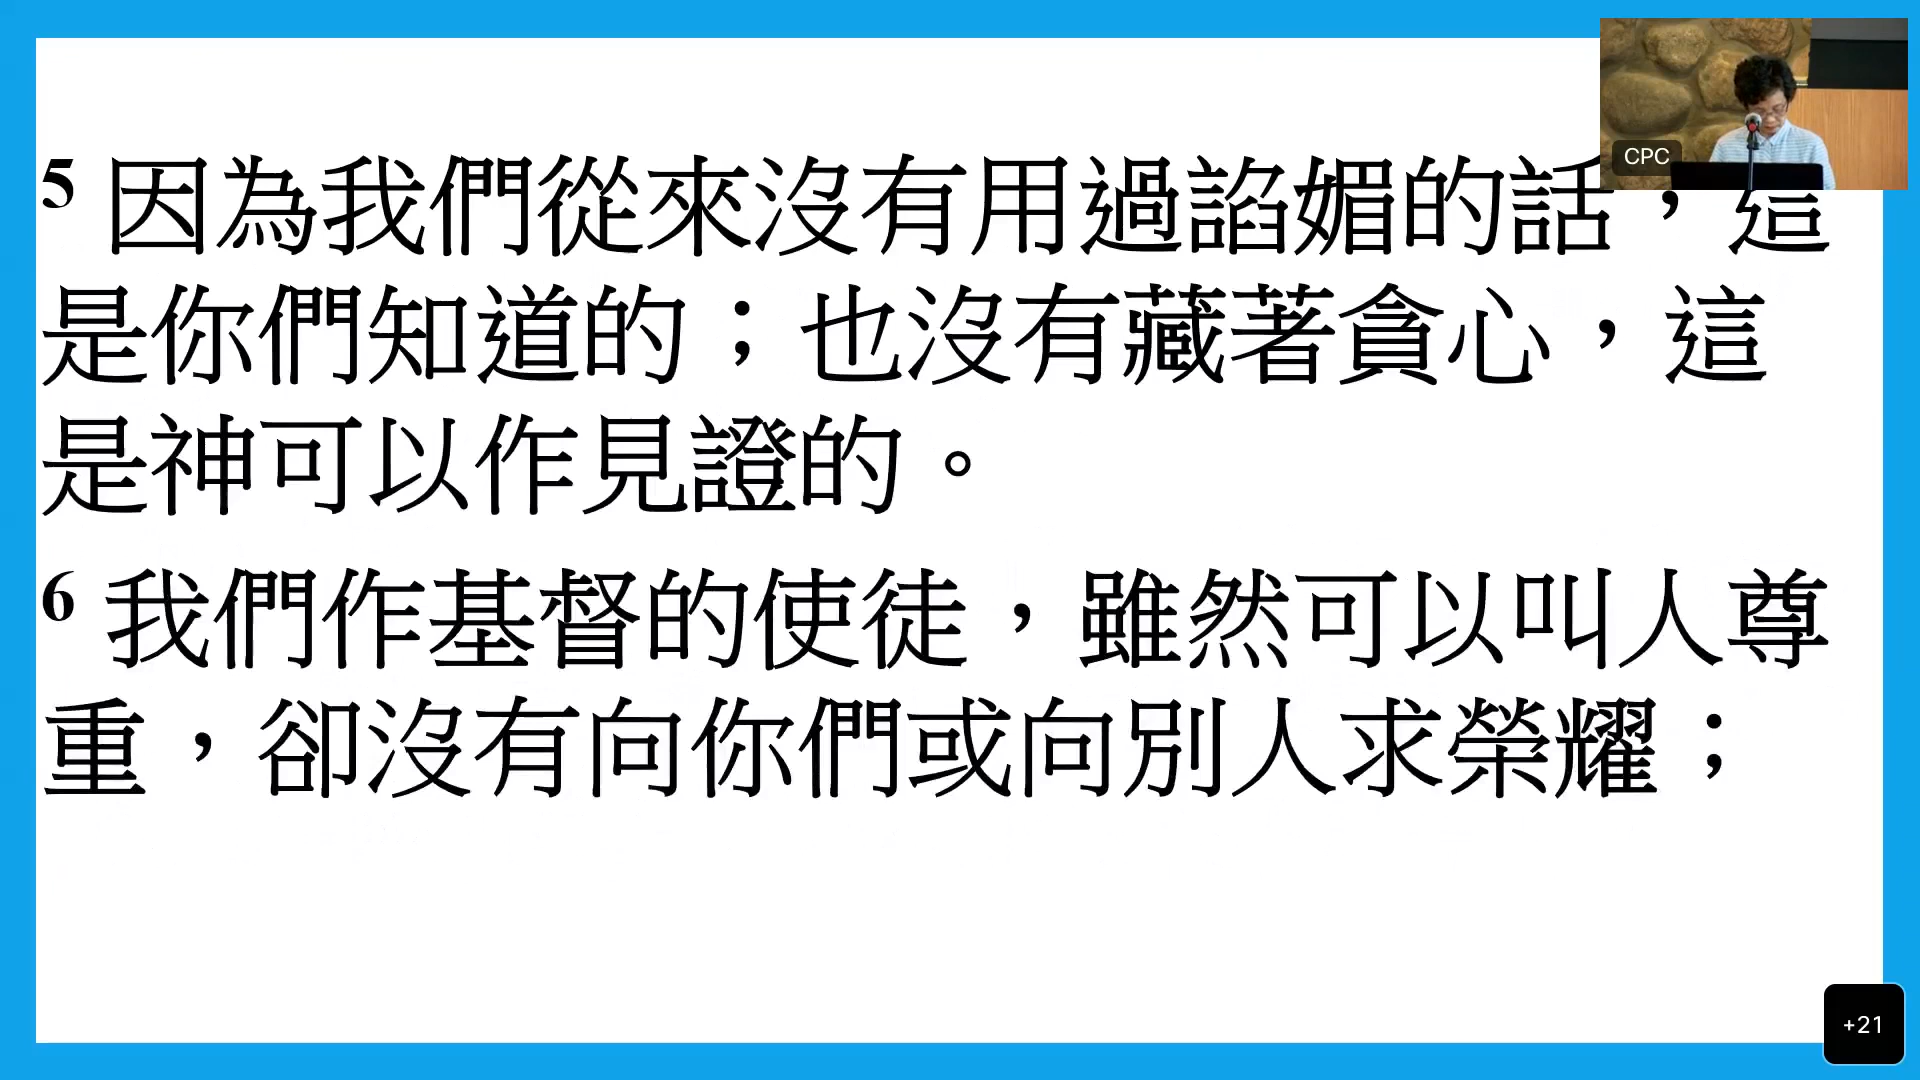 CPC
5 因為我們從來沒有用過諂媚的話，這
是你們知道的；也沒有藏著貪心，這
是神可以作見證的。
6 我們作基督的使徒，雖然可以叫人尊
重，卻沒有向你們或向別人求榮耀；
+21